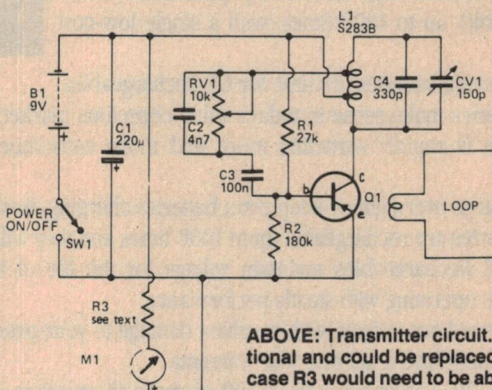 L1
S283B
B1
9V
RV1
10k
C4
330p
CV1
150p
C1
220µ
C2
4n7
R1
27k
C3
100n
b
c
e
Q1
LOOP
POWER
ON/OFF
SW1
R2
180k
R3
see text
M1
ABOVE: Transmitter circuit.
tional and could be replaced
case R3 would need to be ab